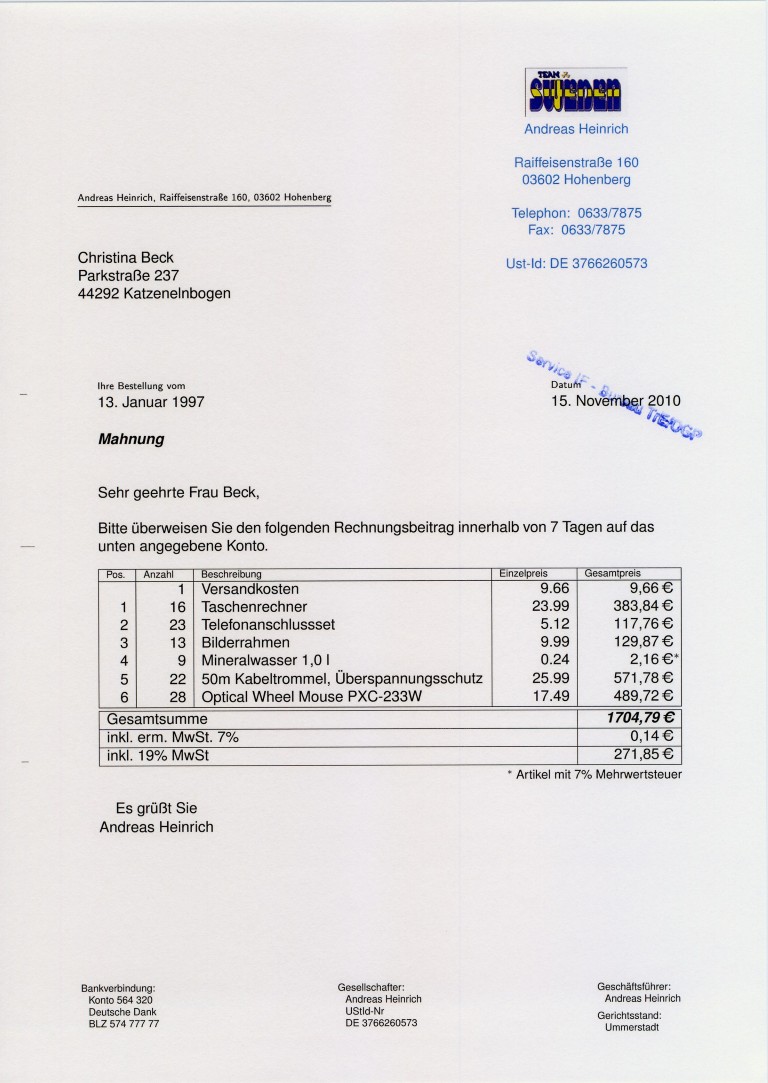 TEAM
SWEDEN
Andreas Heinrich
Raiffeisenstraße 160
03602 Hohenberg
Telephon: 0633/7875
Fax: 0633/7875
Ust-Id: DE 3766260573
Andreas Heinrich, Raiffeisenstraße 160, 03602 Hohenberg
Christina Beck
Parkstraße 237
44292 Katzenelnbogen
Service IF - TrE/DGP
Ihre Bestellung vom Datum
13. Januar 1997 15. November 2010
Mahnung
Sehr geehrte Frau Beck,
Bitte überweisen Sie den folgenden Rechnungsbeitrag innerhalb von 7 Tagen auf das
unten angegebene Konto.
Pos. Anzahl Beschreibung Einzelpreis Gesamtpreis
1 Versandkosten 9.66 9,66 €
1 16 Taschenrechner 23.99 383,84 €
2 23 Telefonanschlussset 5.12 117,76 €
3 13 Bilderrahmen 9.99 129,87 €
4 9 Mineralwasser 1,0 l 0.24 2,16 €*
5 22 50m Kabeltrommel, Überspannungsschutz 25.99 571,78 €
6 28 Optical Wheel Mouse PXC-233W 17.49 489,72 €
Gesamtsumme 1704,79 €
inkl. erm. MwSt. 7% 0,14 €
inkl. 19% MwSt 271,85 €
* Artikel mit 7% Mehrwertsteuer
Es grüßt Sie
Andreas Heinrich
Bankverbindung:
Konto 564 320
Deutsche Dank
BLZ 574 777 77
Gesellschafter:
Andreas Heinrich
UStId-Nr
DE 3766260573
Geschäftsführer:
Andreas Heinrich
Gerichtsstand:
Ummerstadt